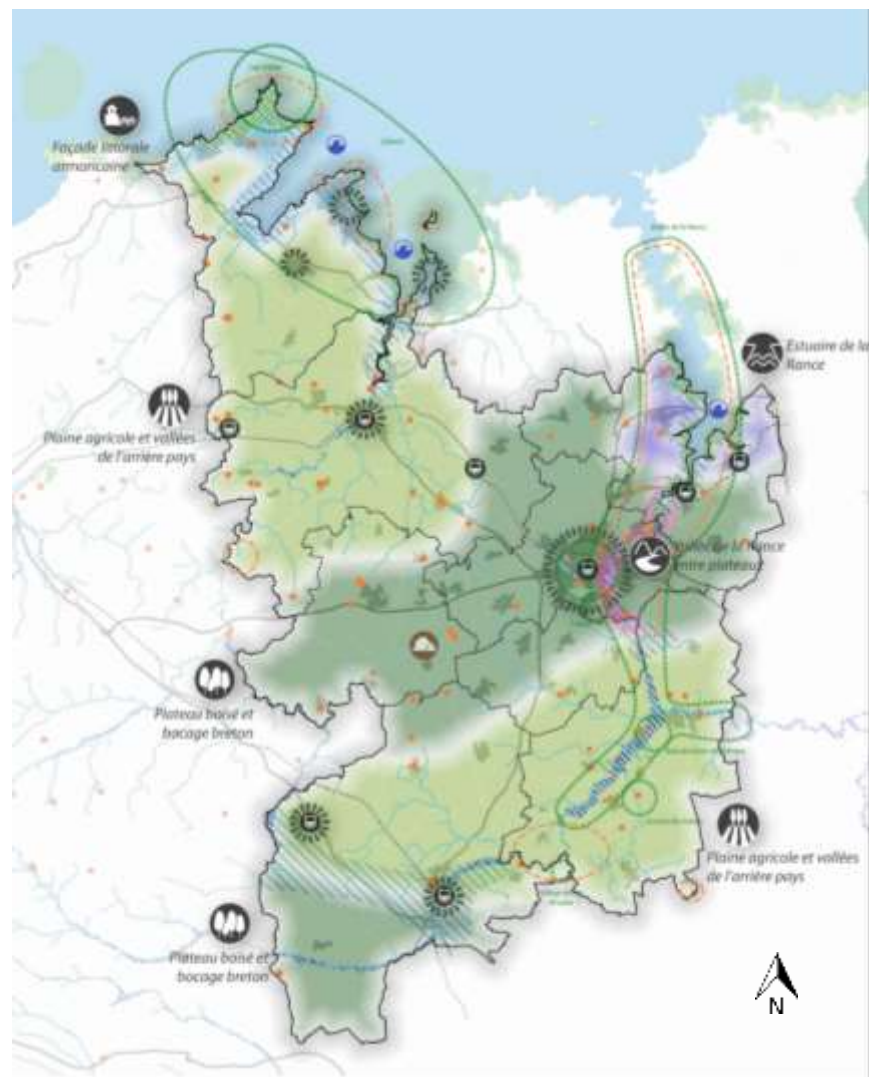 Façade littorale
armoricaine
Estuaire de la
Rance
Plaine agricole et vallées
de l'arrière pays
Vallée de la Rance
entre plateaux
Plateau boisé et
bocage breton
Plaine agricole et vallées
de l'arrière pays
Plateau boisé et
bocage breton
N